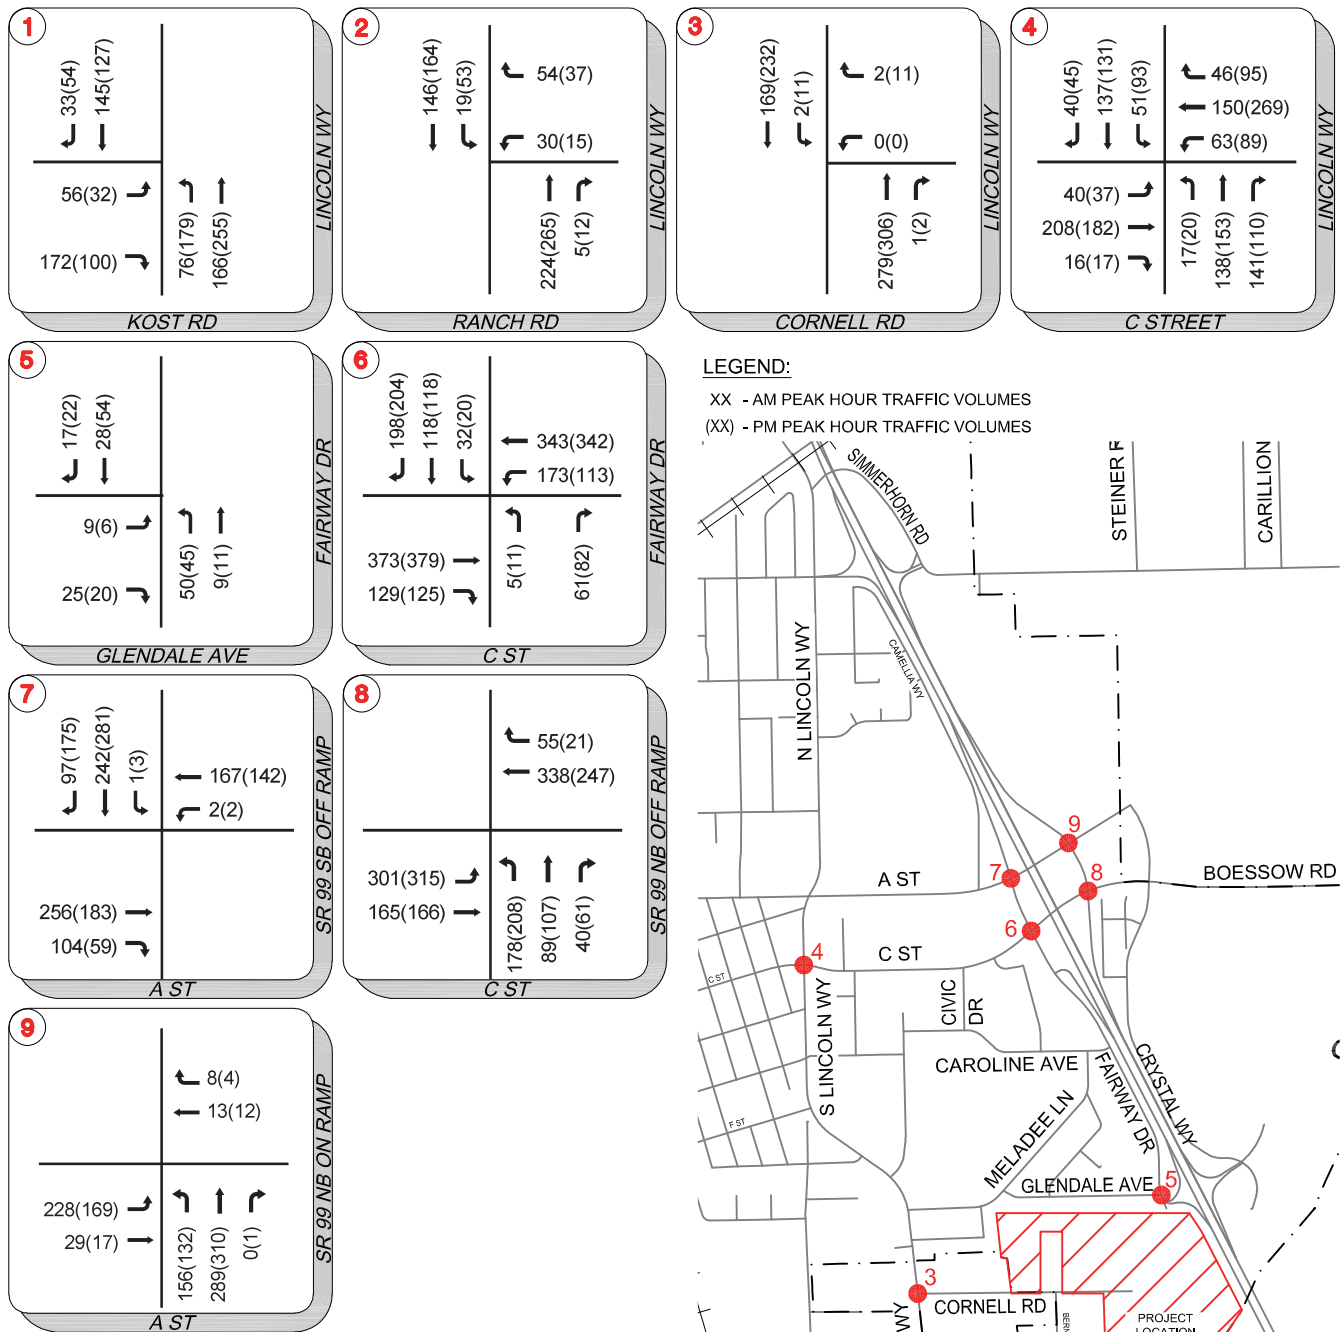 1
33(54)
145(127)
56(32)
172(100)
76(179)
166(255)
LINCOLN WY
KOST RD
2
146(164)
19(53)
54(37)
30(15)
224(265)
5(12)
LINCOLN WY
RANCH RD
3
169(232)
2(11)
2(11)
0(0)
279(306)
1(2)
LINCOLN WY
CORNELL RD
4
40(45)
137(131)
51(93)
46(95)
150(269)
63(89)
40(37)
208(182)
16(17)
17(20)
138(153)
141(110)
LINCOLN WY
C STREET
5
17(22)
28(54)
9(6)
25(20)
50(45)
9(11)
FAIRWAY DR
GLENDALE AVE
6
198(204)
118(118)
32(20)
343(342)
173(113)
373(379)
129(125)
5(11)
61(82)
FAIRWAY DR
C ST
7
97(175)
242(281)
1(3)
167(142)
2(2)
256(183)
104(59)
SR 99 SB OFF RAMP
A ST
8
55(21)
338(247)
301(315)
165(166)
178(208)
89(107)
40(61)
SR 99 NB OFF RAMP
C ST
9
8(4)
13(12)
228(169)
29(17)
156(132)
289(310)
0(1)
SR 99 NB ON RAMP
A ST
LEGEND:
XX - AM PEAK HOUR TRAFFIC VOLUMES
(XX) - PM PEAK HOUR TRAFFIC VOLUMES
SIMMERHORN RD
STEINER
CARILLION
N LINCOLN WY
CAMELLIA WY
9
7
8
A ST
BOESSOW RD
6
4
C ST
C ST
CIVIC
DR
S LINCOLN WY
CAROLINE AVE
FAIRWAY DR
CRYSTAL WY
F ST
MELADEE LN
GLENDALE AVE
5
3
CORNELL RD
WY
PROJECT
LOCATION